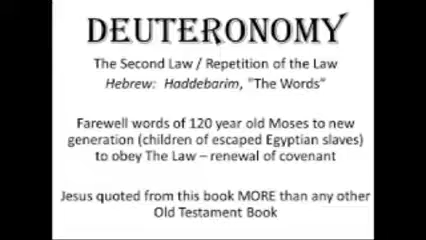 DEUTERONOMY
The Second Law / Repetition of the Law
Hebrew: Haddebarim, "The Words"
Farewell words of 120 year old Moses to new
generation (children of escaped Egyptian slaves)
to obey The Law – renewal of covenant
Jesus quoted from this book MORE than any other
Old Testament Book